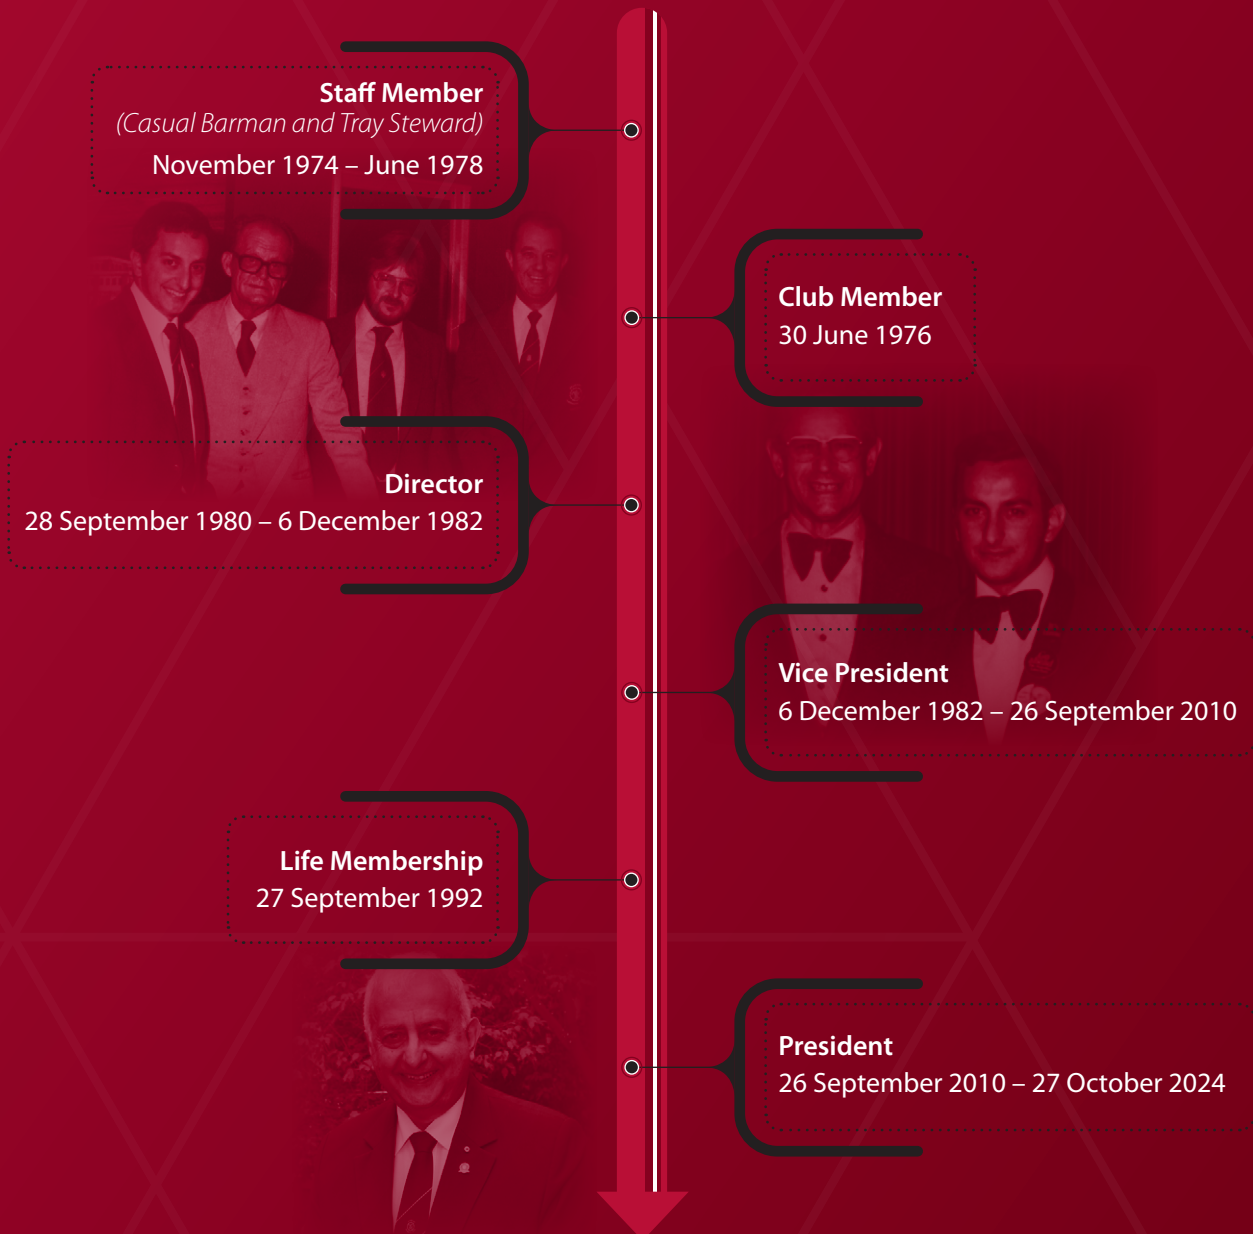 Staff Member
(Casual Barman and Tray Steward)
November 1974 – June 1978
Club Member
30 June 1976
Director
28 September 1980 – 6 December 1982
Vice President
6 December 1982 – 26 September 2010
Life Membership
27 September 1992
President
26 September 2010 – 27 October 2024